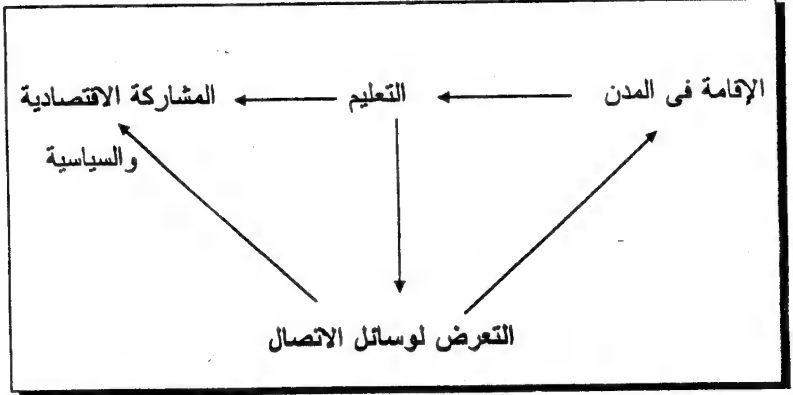 الإقامة فى المدن
التعليم
المشاركة الاقتصادية
والسياسية
التعرض لوسائل الاتصال